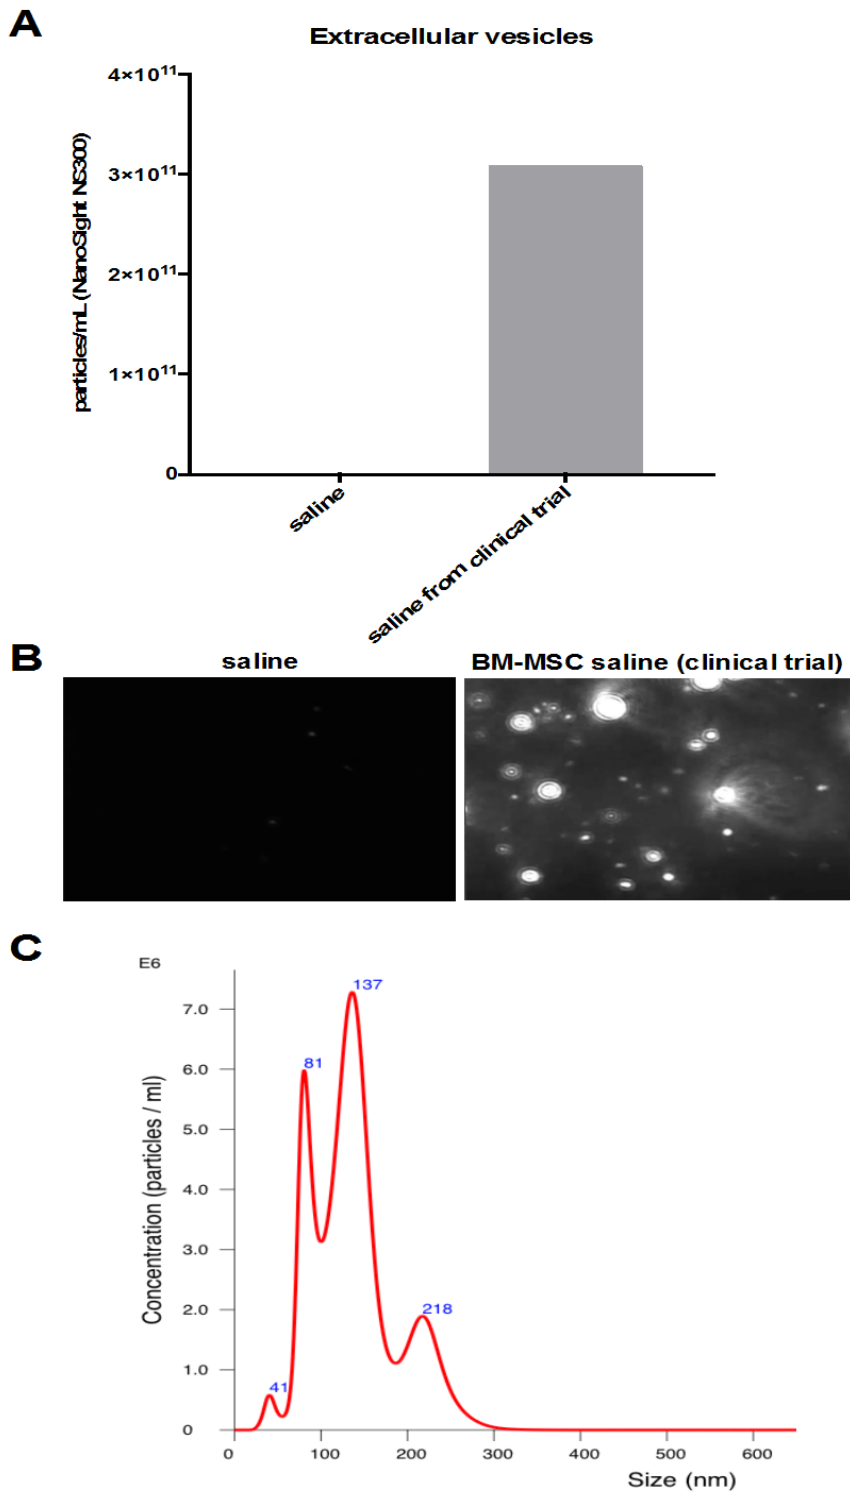 A
Extracellular vesicles
particles/mL (NanoSight NS300)
4×10¹¹
3×10¹¹
2×10¹¹
1×10¹¹
0
saline
saline from clinical trial
B
saline
BM-MSC saline (clinical trial)
C
E6
Concentration (particles / ml)
7.0
6.0
5.0
4.0
3.0
2.0
1.0
0
41
81
137
218
0 100 200 300 400 500 600
Size (nm)